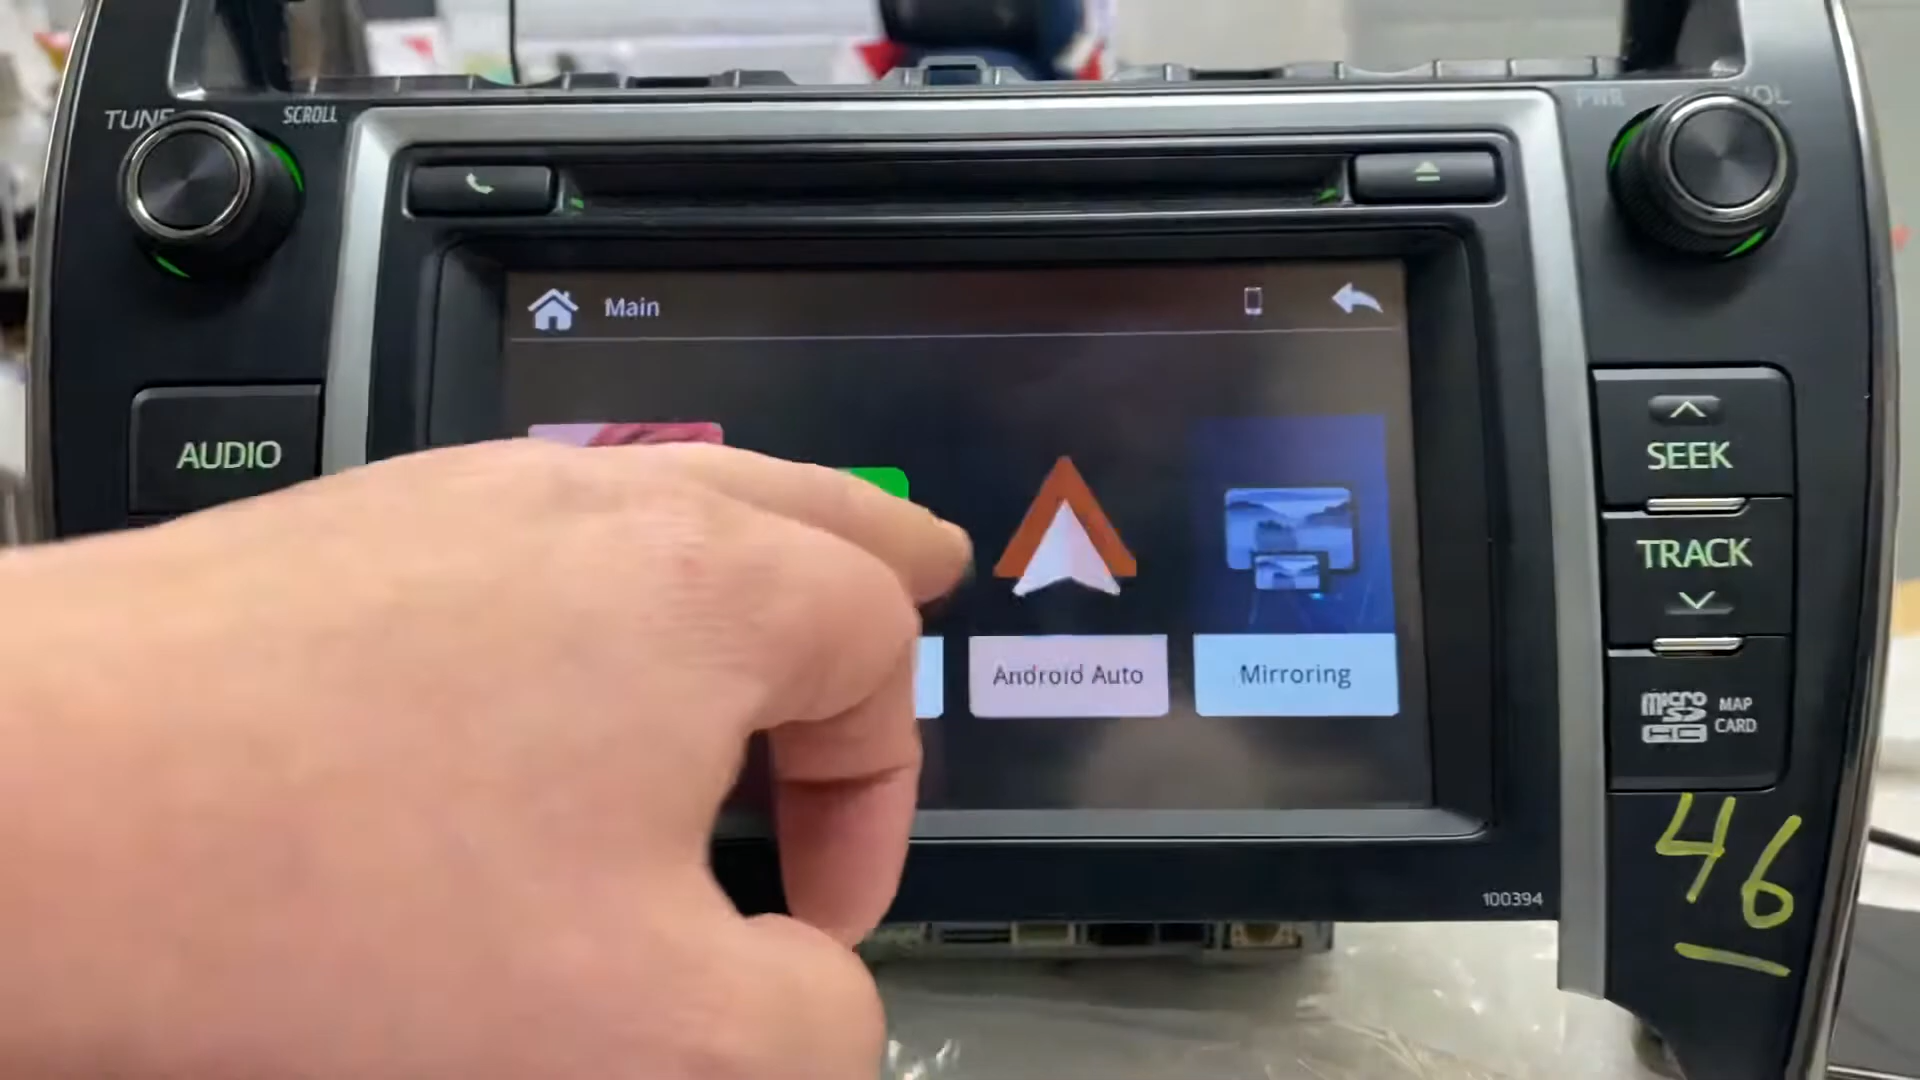 TUNE
SCROLL
PWR
VOL
Main
AUDIO
SEEK
TRACK
Android Auto
Mirroring
micro
SD
HC
MAP
CARD
100394
46